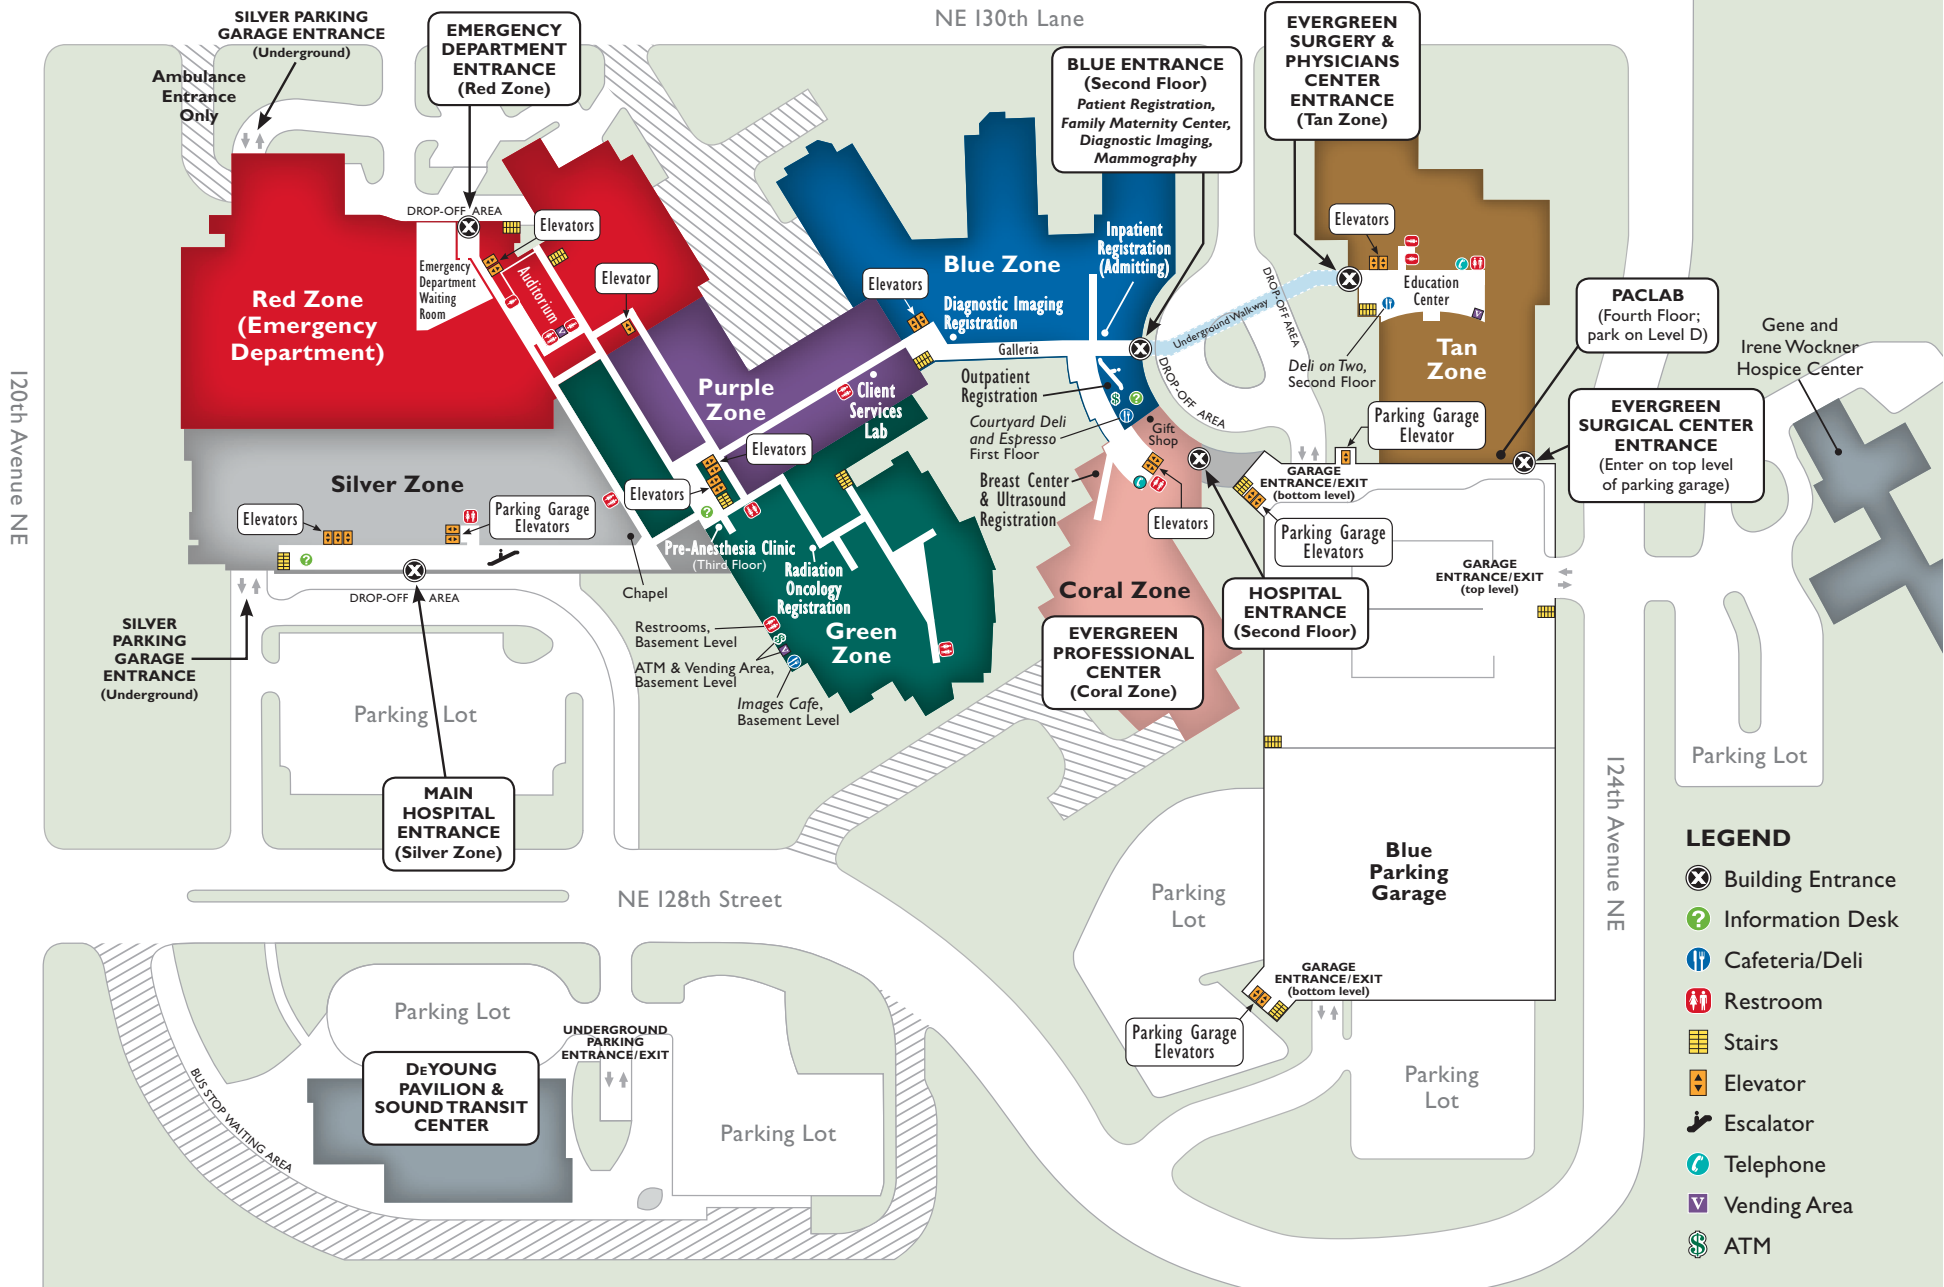 SILVER PARKING
GARAGE ENTRANCE
(Underground)
Ambulance
Entrance
Only
EMERGENCY
DEPARTMENT
ENTRANCE
(Red Zone)
NE 130th Lane
BLUE ENTRANCE
(Second Floor)
Patient Registration,
Family Maternity Center,
Diagnostic Imaging,
Mammography
EVERGREEN
SURGERY &
PHYSICIANS
CENTER
ENTRANCE
(Tan Zone)
DROP-OFF AREA
Elevators
Emergency
Department
Waiting
Room
Auditorium
Elevator
Red Zone
(Emergency
Department)
Blue Zone
Elevators
Diagnostic Imaging
Registration
Inpatient
Registration
(Admitting)
Galleria
Underground Walkway
DROP-OFF AREA
DROP-OFF AREA
Elevators
Education
Center
Deli on Two,
Second Floor
Tan
Zone
PACLAB
(Fourth Floor;
park on Level D)
Gene and
Irene Wockner
Hospice Center
EVERGREEN
SURGICAL CENTER
ENTRANCE
(Enter on top level
of parking garage)
Parking Garage
Elevator
Purple
Zone
Client
Services
Lab
Outpatient
Registration
Courtyard Deli
and Espresso
First Floor
Gift
Shop
Breast Center
& Ultrasound
Registration
Elevators
GARAGE
ENTRANCE/EXIT
(bottom level)
Parking Garage
Elevators
120th Avenue NE
Silver Zone
Elevators
Parking Garage
Elevators
Elevators
Elevators
Pre-Anesthesia Clinic
(Third Floor)
Radiation
Oncology
Registration
Chapel
DROP-OFF AREA
Green
Zone
Restrooms,
Basement Level
ATM & Vending Area,
Basement Level
Images Cafe,
Basement Level
Coral Zone
EVERGREEN
PROFESSIONAL
CENTER
(Coral Zone)
HOSPITAL
ENTRANCE
(Second Floor)
GARAGE
ENTRANCE/EXIT
(top level)
SILVER
PARKING
GARAGE
ENTRANCE
(Underground)
Parking Lot
MAIN
HOSPITAL
ENTRANCE
(Silver Zone)
NE 128th Street
Parking Lot
124th Avenue NE
Blue
Parking
Garage
Parking
Lot
GARAGE
ENTRANCE/EXIT
(bottom level)
Parking Garage
Elevators
Parking
Lot
Parking Lot
UNDERGROUND
PARKING
ENTRANCE/EXIT
DEYOUNG
PAVILION &
SOUND TRANSIT
CENTER
BUS STOP WAITING AREA
Parking Lot
LEGEND
Building Entrance
? Information Desk
Cafeteria/Deli
Restroom
Stairs
Elevator
Escalator
Telephone
V Vending Area
$ ATM